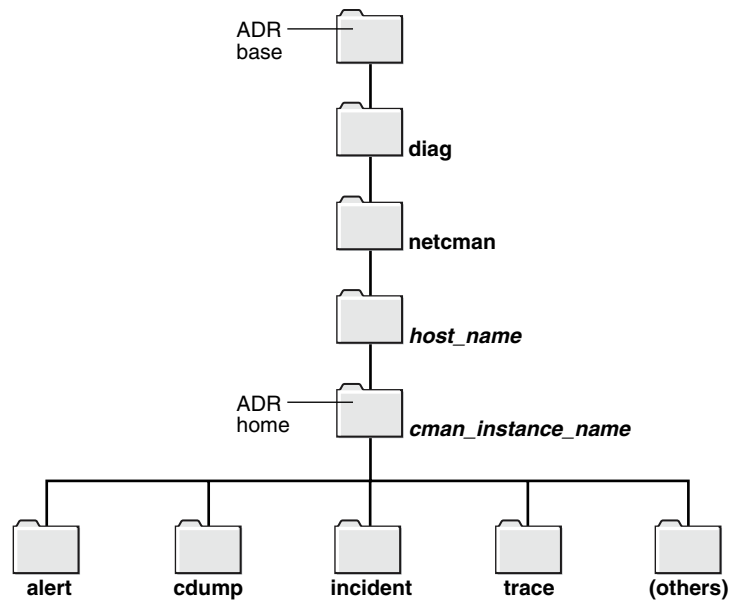 ADR
base
diag
netcman
host_name
ADR
home
cman_instance_name
alert
cdump
incident
trace
(others)